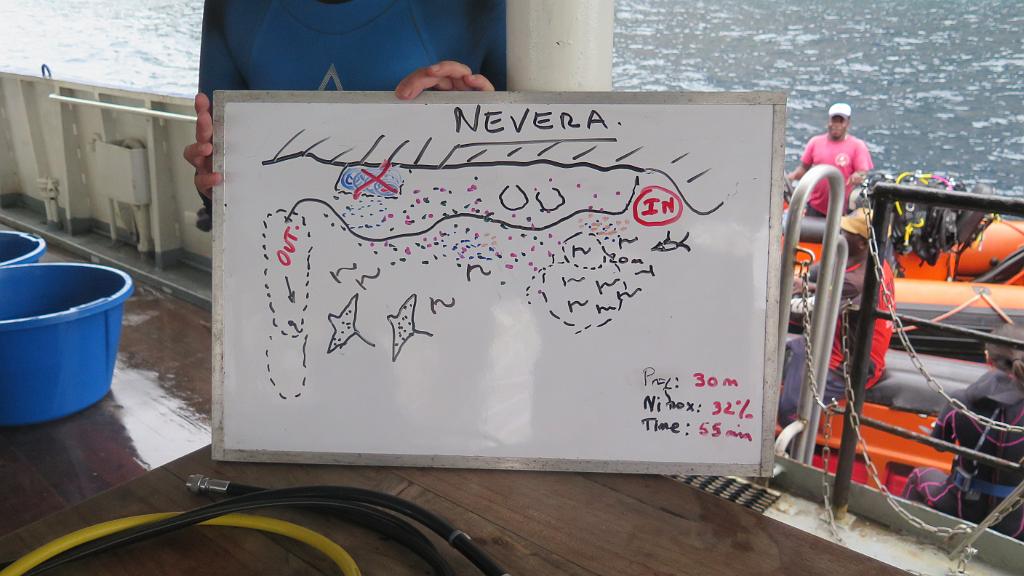 NEVERA.
IN
OUT
20m
Prof: 30m
Nitrox: 32%
Time: 55min